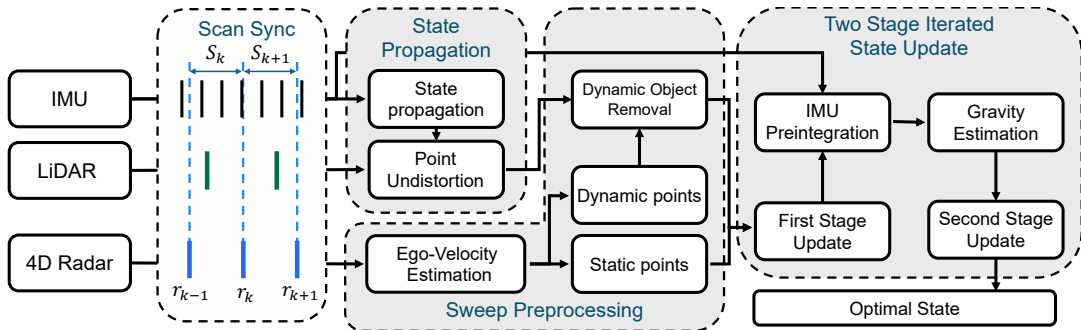 Scan Sync
S_k
S_{k+1}
r_{k-1}
r_k
r_{k+1}
IMU
LiDAR
4D Radar
State
Propagation
State
propagation
Point
Undistortion
Ego-Velocity
Estimation
Dynamic Object
Removal
Dynamic points
Static points
Sweep Preprocessing
Two Stage Iterated
State Update
IMU
Preintegration
Gravity
Estimation
First Stage
Update
Second Stage
Update
Optimal State